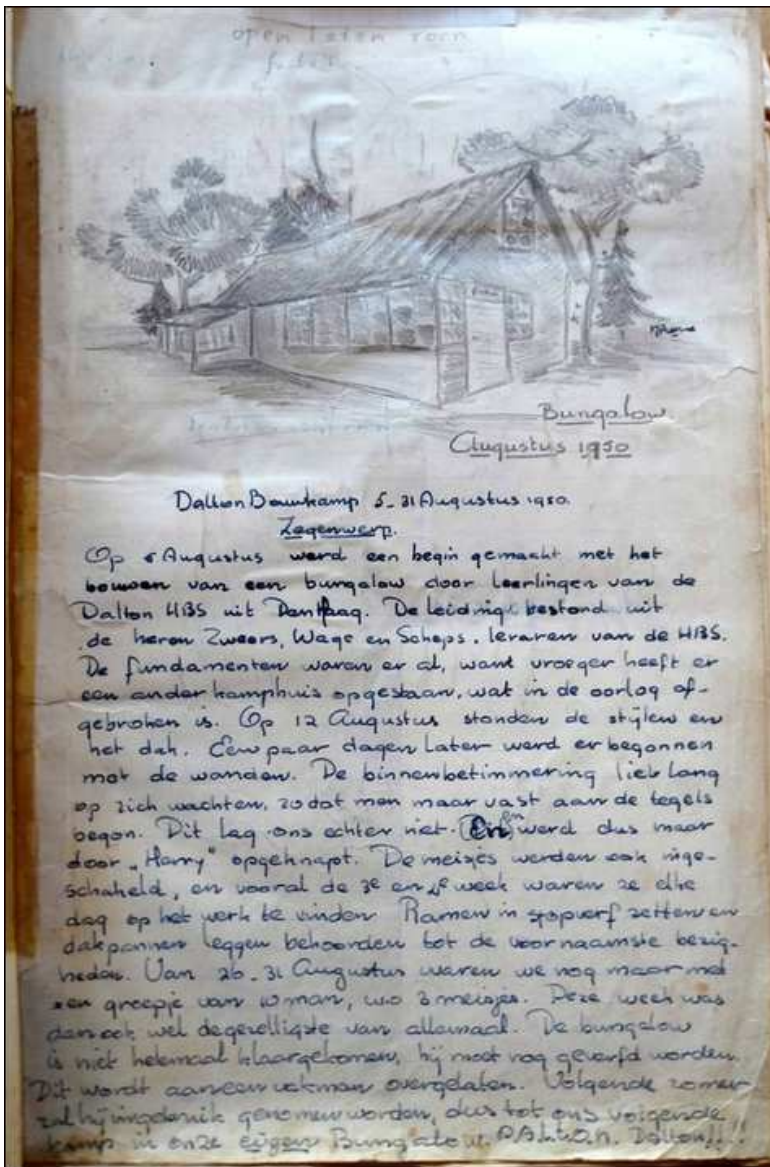 open laten voor
Bungalow
Augustus 1950
Dalton Bouwkamp 5-31 Augustus 1950.
Zegenwerp.
Op 5 Augustus werd een begin gemaakt met het
bouwen van een bungalow door leerlingen van de
Dalton HBS uit Den Haag. De leiding bestond uit
de heren Zweers, Wage en Scheps, leraren van de HBS.
De fundamenten waren er al, want vroeger heeft er
een ander kamphuis opgestaan, wat in de oorlog af-
gebroken is. Op 12 Augustus stonden de stijlen en
het dak. Een paar dagen later werd er begonnen
met de wanden. De binnenbetimmering liet lang
op zich wachten, zodat men maar vast aan de tegels
begon. Dit lag ons echter niet. en werd dus maar
door „Harry" opgeknapt. De meisjes werden ook inge-
schakeld, en vooral de 3e en 4e week waren ze elke
dag op het werk te vinden. Ramen in stopverf zetten en
dakpannen leggen behoorden tot de voornaamste bezig-
heden. Van 26-31 Augustus waren we nog maar met
een groepje van 10 man, w.o 3 meisjes. Deze week was
dan ook wel de gezelligste van allemaal. De bungalow
is niet helemaal klaargekomen, hij moet nog geverfd worden.
Dit wordt aan een vakman overgelaten. Volgende zomer
zal hij ingebruik genomen worden, dus tot ons volgende
kamp in onze eigen Bungalow. D.A.L.T.O.N. Dalton!!!